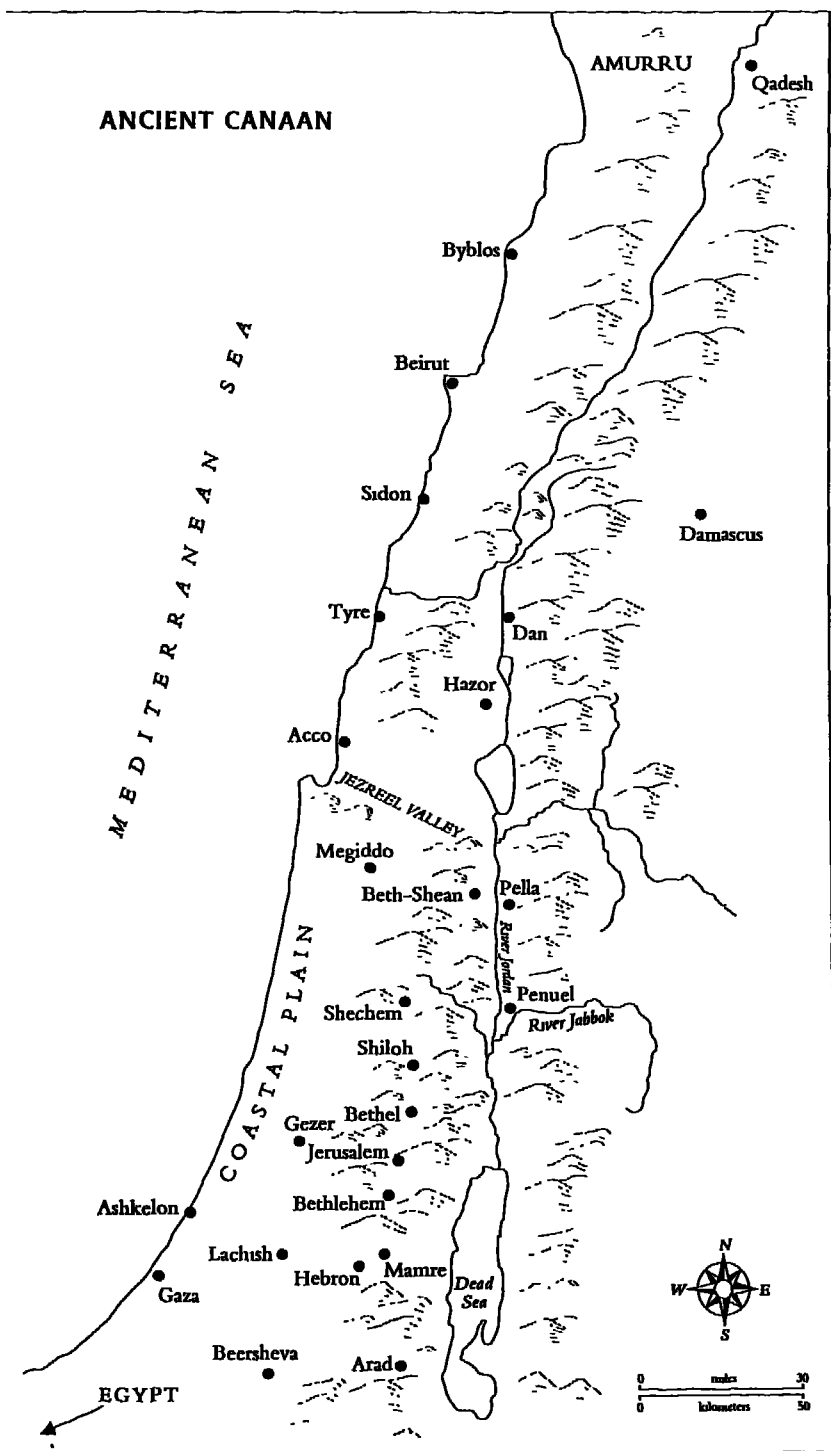 AMURRU
Qadesh
ANCIENT CANAAN
Byblos
MEDITERRANEAN SEA
Beirut
Sidon
Damascus
Tyre
Dan
Hazor
Acco
JEZREEL VALLEY
Megiddo
Beth-Shean
Pella
River Jordan
COASTAL PLAIN
Penuel
Shechem
River Jabbok
Shiloh
Bethel
Gezer
Jerusalem
Bethlehem
Ashkelon
Lachish
Mamre
Hebron
Gaza
Dead
Sea
N
W E
S
Beersheva
Arad
EGYPT
0 miles 30
0 kilometers 50